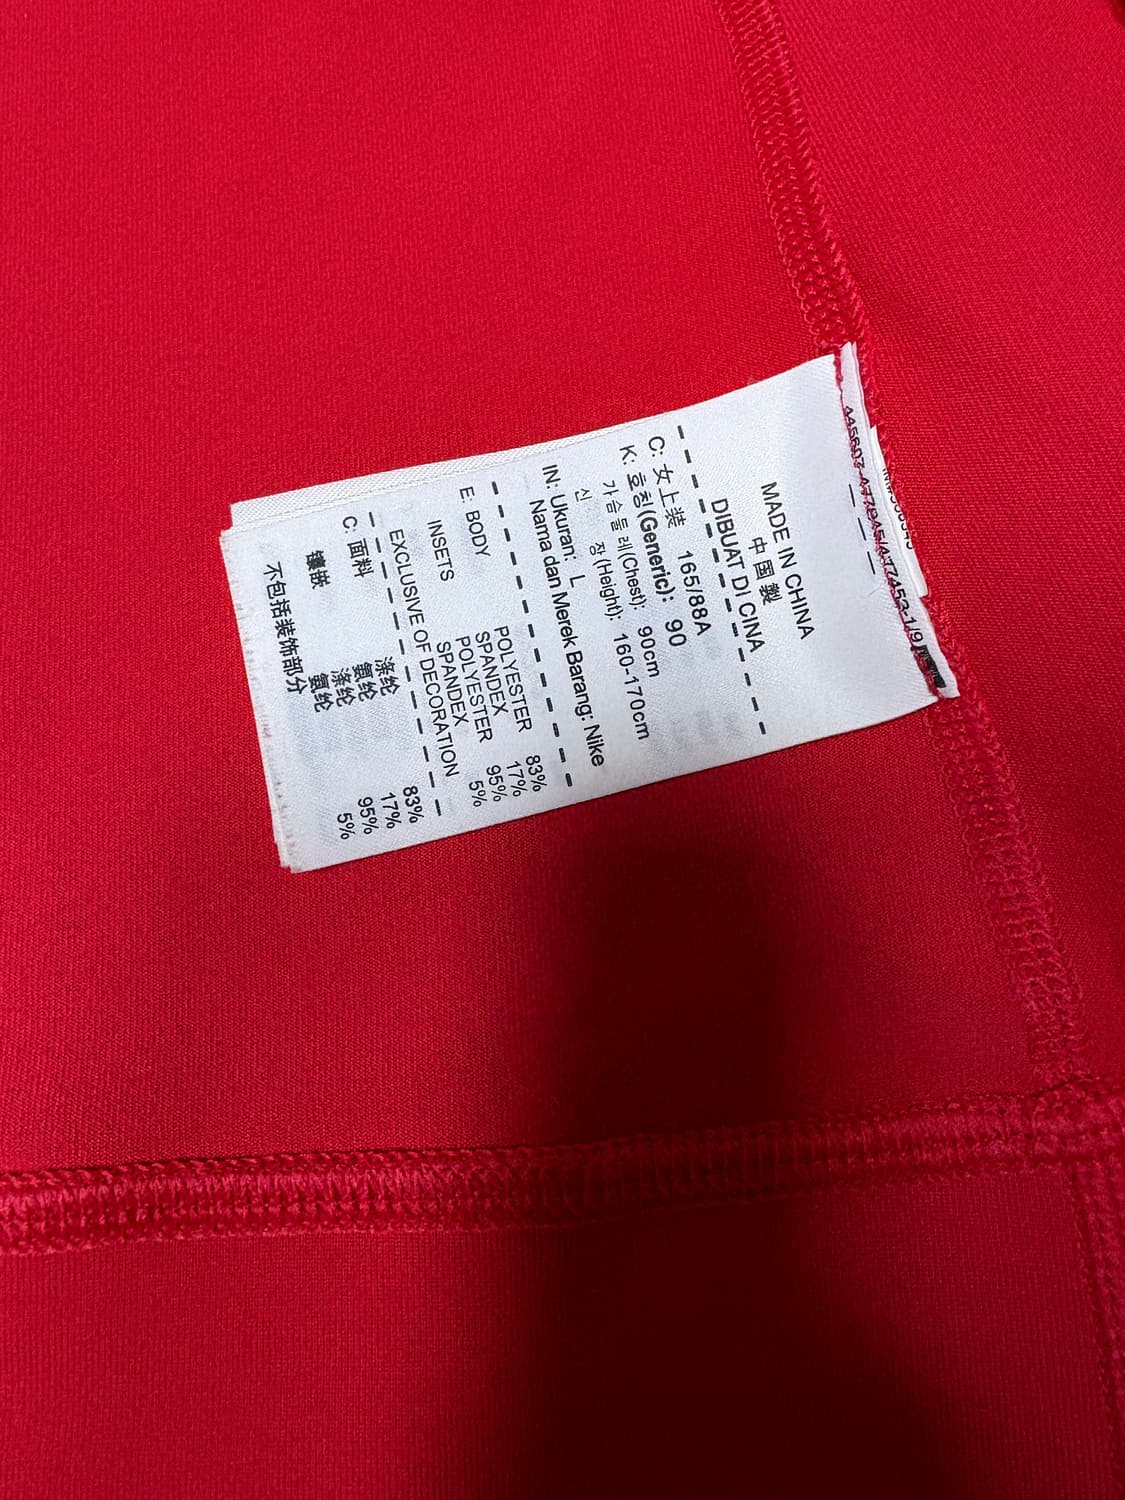 MADE IN CHINA
中国製
DIBUAT DI CINA
C: 女上装 165/88A
K: 호칭(Generic): 90
가슴둘레(Chest): 90cm
신 장(Height): 160-170cm
IN: Ukuran: L
Nama dan Merek Barang: Nike
E: BODY POLYESTER 83%
SPANDEX 17%
INSETS POLYESTER 95%
SPANDEX 5%
EXCLUSIVE OF DECORATION
C: 面料 涤纶 83%
氨纶 17%
镶嵌 涤纶 95%
氨纶 5%
不包括装饰部分